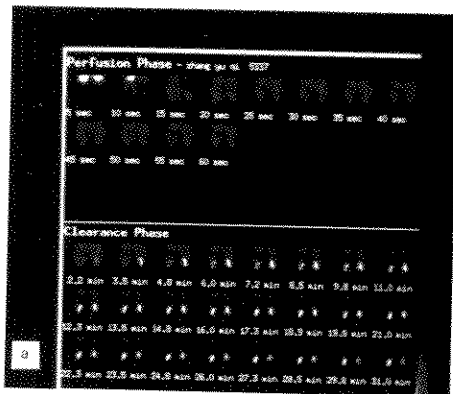 Perfusion Phase - zhang yu
5 sec 10 sec 15 sec 20 sec 25 sec 30 sec 35 sec 40 sec
45 sec 50 sec 55 sec 60 sec
Clearance Phase
2.2 min 3.5 min 4.8 min 6.0 min 7.2 min 8.5 min 9.8 min 11.0 min
12.3 min 13.5 min 14.8 min 16.0 min 17.3 min 18.5 min 19.8 min 21.0 min
22.3 min 23.5 min 24.8 min 26.0 min 27.3 min 28.5 min 29.8 min 31.0 min
a